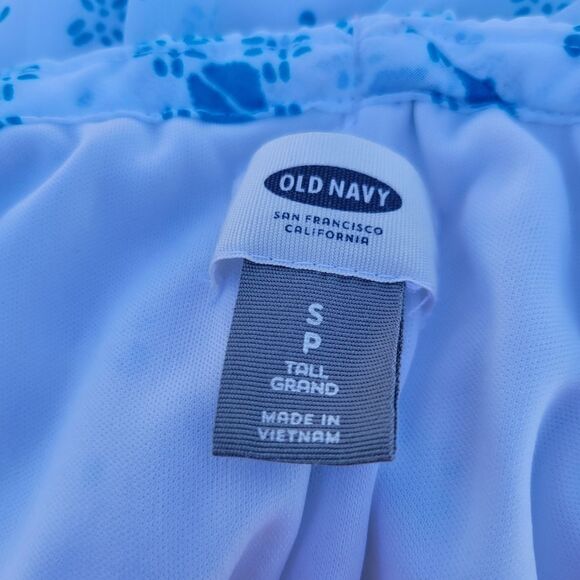 OLD NAVY
SAN FRANCISCO
CALIFORNIA
S
P
TALL
GRAND
MADE IN
VIETNAM